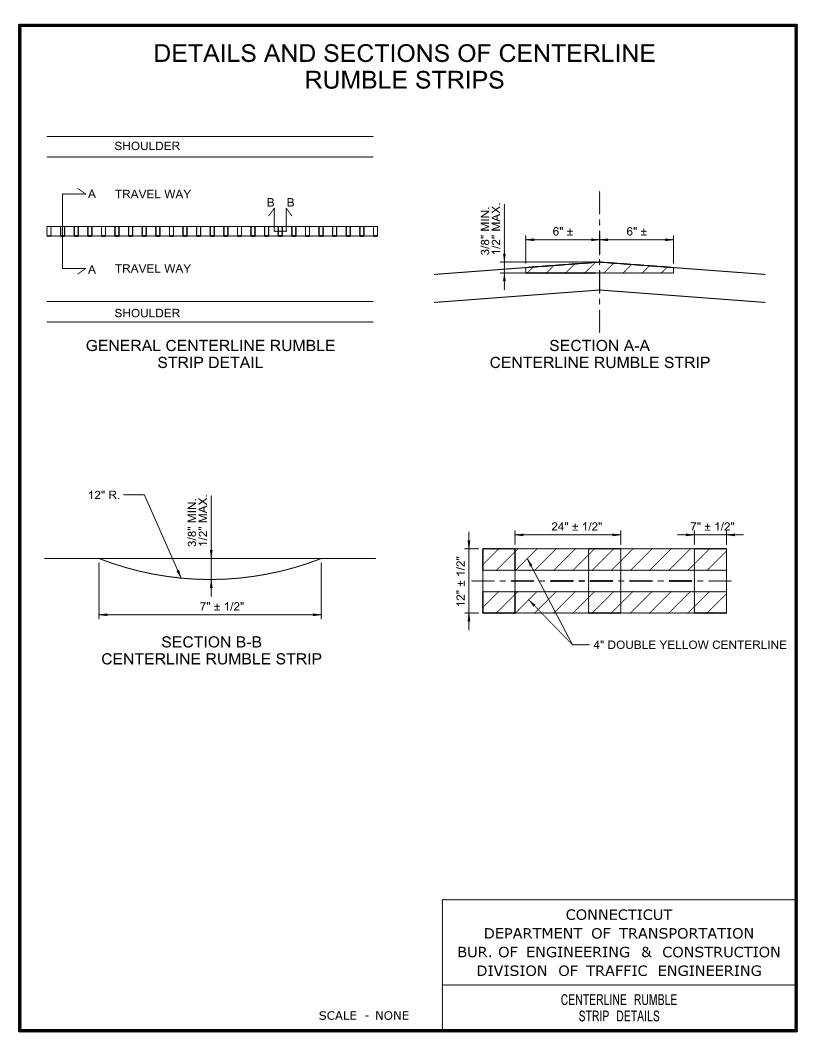 DETAILS AND SECTIONS OF CENTERLINE
RUMBLE STRIPS
SHOULDER
A TRAVEL WAY
B B
A TRAVEL WAY
SHOULDER
GENERAL CENTERLINE RUMBLE
STRIP DETAIL
3/8" MIN.
1/2" MAX.
6" ±
6" ±
SECTION A-A
CENTERLINE RUMBLE STRIP
12" R.
3/8" MIN.
1/2" MAX.
7" ± 1/2"
SECTION B-B
CENTERLINE RUMBLE STRIP
24" ± 1/2"
7" ± 1/2"
12" ± 1/2"
4" DOUBLE YELLOW CENTERLINE
CONNECTICUT
DEPARTMENT OF TRANSPORTATION
BUR. OF ENGINEERING & CONSTRUCTION
DIVISION OF TRAFFIC ENGINEERING
CENTERLINE RUMBLE
STRIP DETAILS
SCALE - NONE